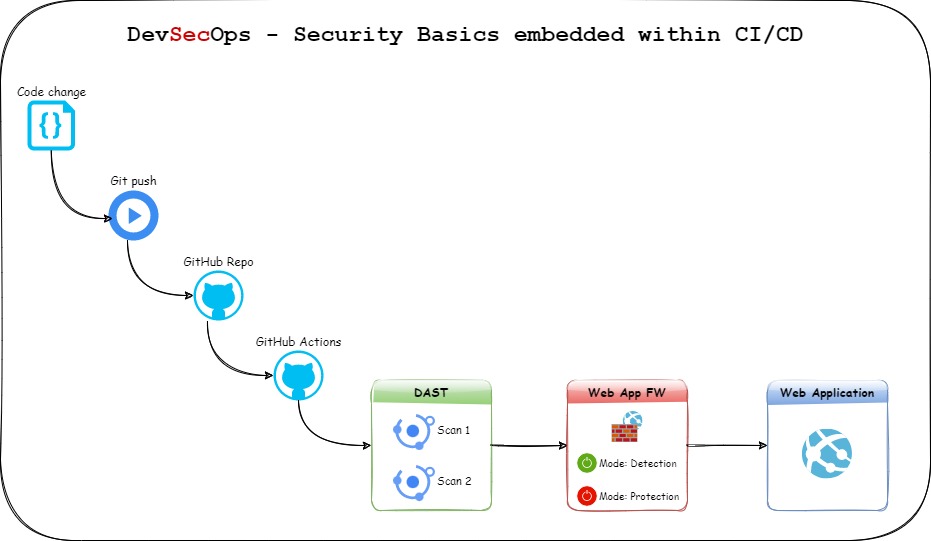 DevSecOps - Security Basics embedded within CI/CD
Code change
{}
Git push
GitHub Repo
GitHub Actions
DAST
Scan 1
Scan 2
Web App FW
Mode: Detection
Mode: Protection
Web Application